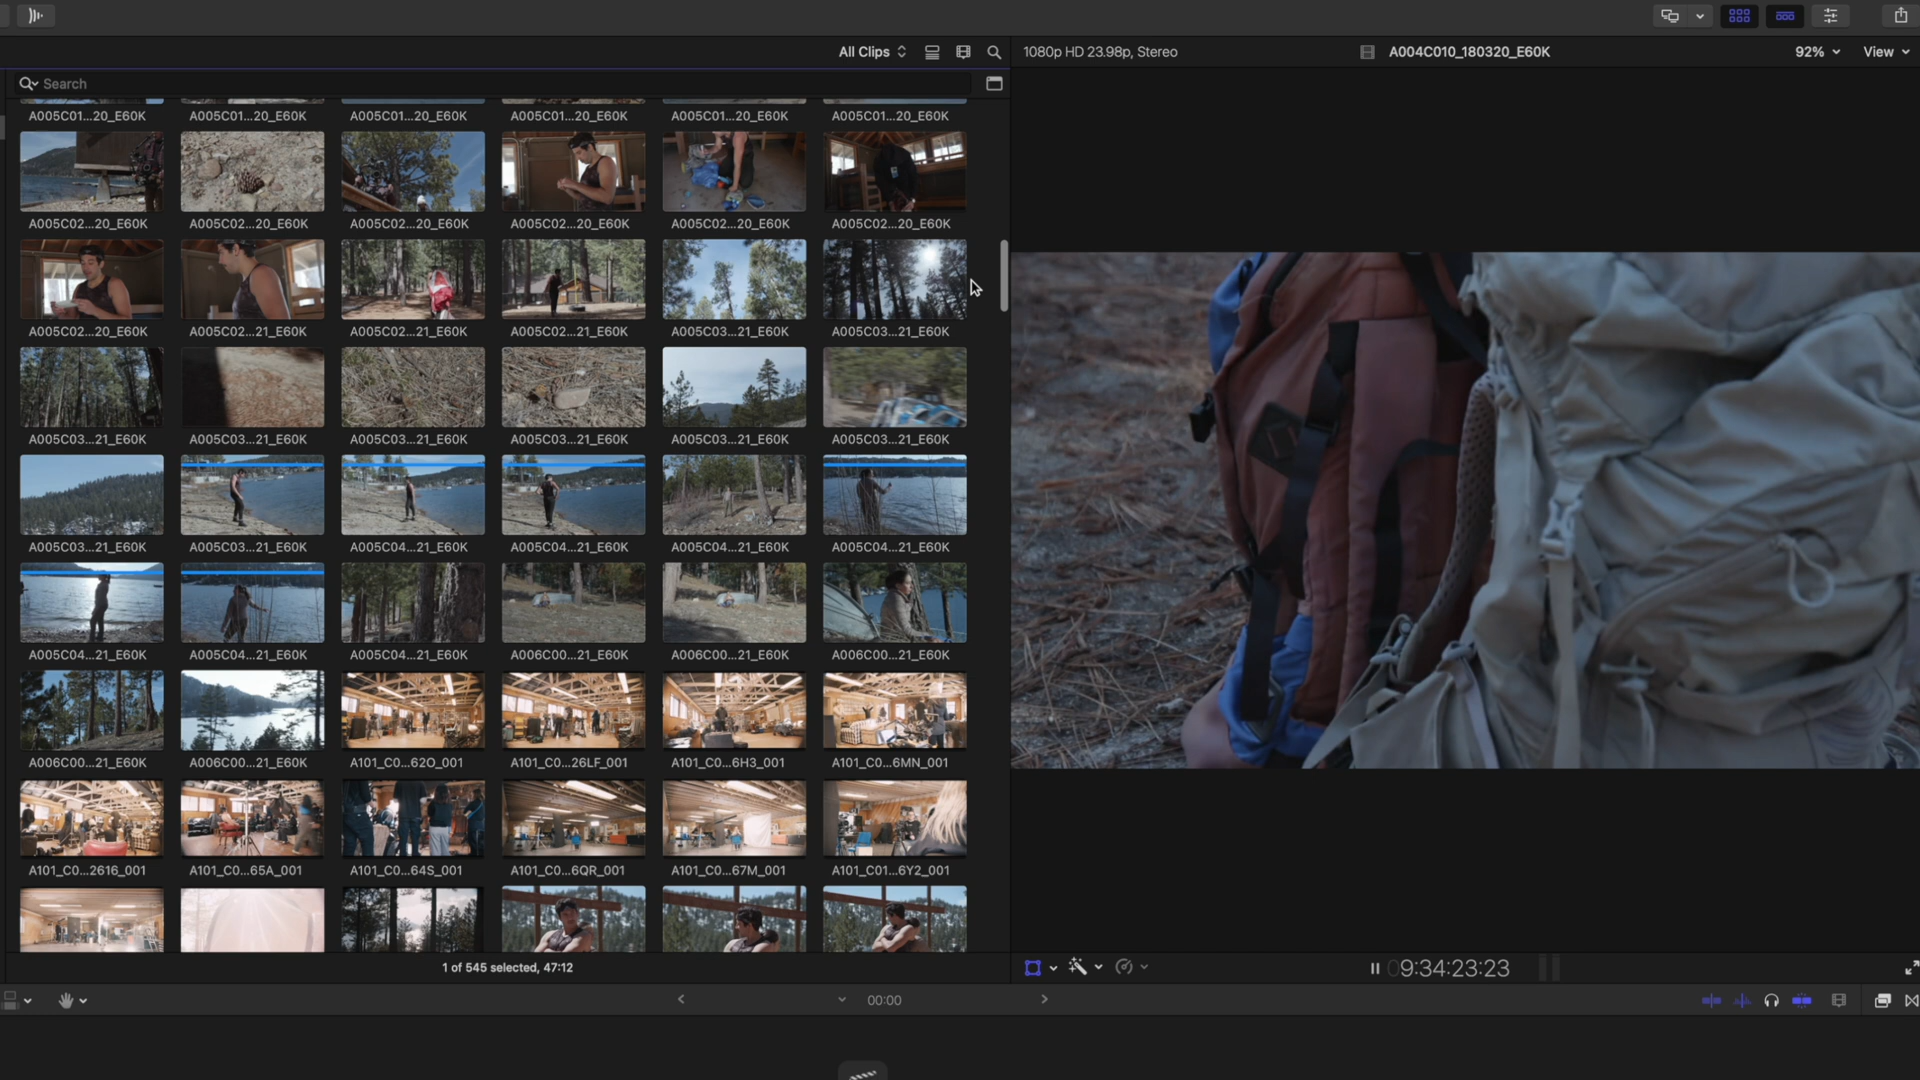 All Clips
1080p HD 23.98p, Stereo
A004C010_180320_E60K
92%
View
Search
A005C01...20_E60K
A005C01...20_E60K
A005C01...20_E60K
A005C01...20_E60K
A005C01...20_E60K
A005C01...20_E60K
A005C02...20_E60K
A005C02...20_E60K
A005C02...20_E60K
A005C02...20_E60K
A005C02...20_E60K
A005C02...20_E60K
A005C02...20_E60K
A005C02...21_E60K
A005C02...21_E60K
A005C02...21_E60K
A005C03...21_E60K
A005C03...21_E60K
A005C03...21_E60K
A005C03...21_E60K
A005C03...21_E60K
A005C03...21_E60K
A005C03...21_E60K
A005C03...21_E60K
A005C03...21_E60K
A005C03...21_E60K
A005C04...21_E60K
A005C04...21_E60K
A005C04...21_E60K
A005C04...21_E60K
A005C04...21_E60K
A005C04...21_E60K
A005C04...21_E60K
A006C00...21_E60K
A006C00...21_E60K
A006C00...21_E60K
A006C00...21_E60K
A006C00...21_E60K
A101_C0...62O_001
A101_C0...26LF_001
A101_C0...6H3_001
A101_C0...6MN_001
A101_C0...2616_001
A101_C0...65A_001
A101_C0...64S_001
A101_C0...6QR_001
A101_C0...67M_001
A101_C01...6Y2_001
1 of 545 selected, 47:12
09:34:23:23
00:00